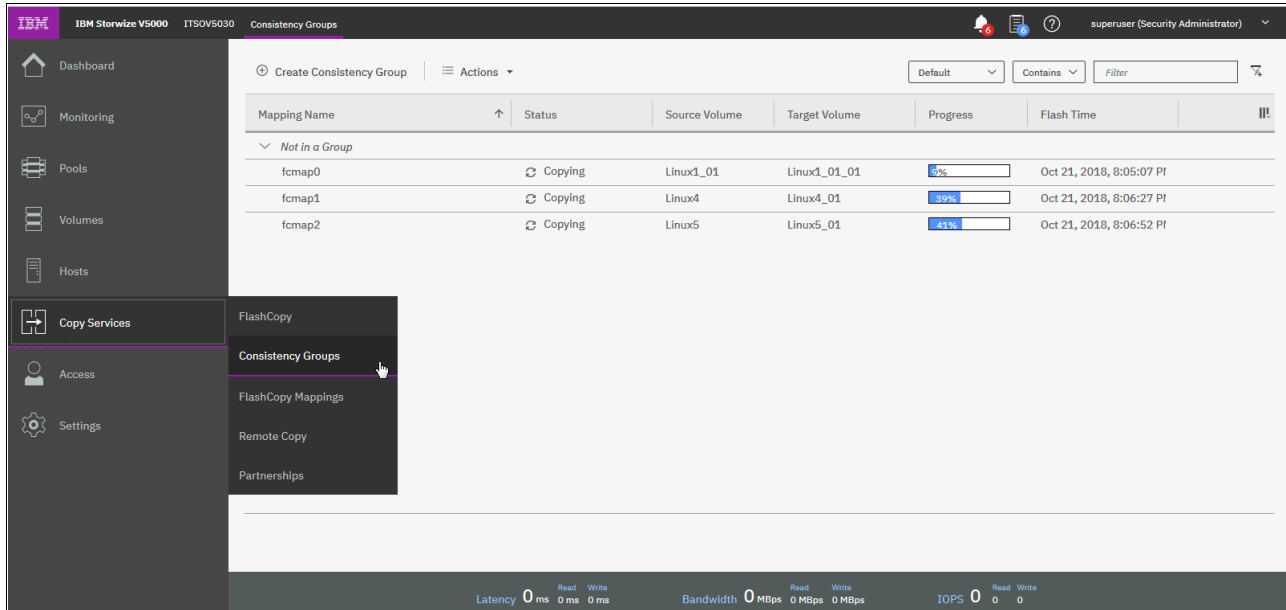 IBM IBM Storwize V5000 ITSOV5030 Consistency Groups 6 6 ? superuser (Security Administrator)
Dashboard
Monitoring
Pools
Volumes
Hosts
Copy Services
Access
Settings
FlashCopy
Consistency Groups
FlashCopy Mappings
Remote Copy
Partnerships
Create Consistency Group Actions Default Contains Filter
Mapping Name Status Source Volume Target Volume Progress Flash Time
Not in a Group
fcmap0 Copying Linux1_01 Linux1_01_01 Oct 21, 2018, 8:05:07
fcmap1 Copying Linux4 Linux4_01 39% Oct 21, 2018, 8:06:27
fcmap2 Copying Linux5 Linux5_01 41% Oct 21, 2018, 8:06:52
Read Write Read Write Read Write
Latency 0 ms 0 ms 0 ms Bandwidth 0 MBps 0 MBps 0 MBps IOPS 0 0 0